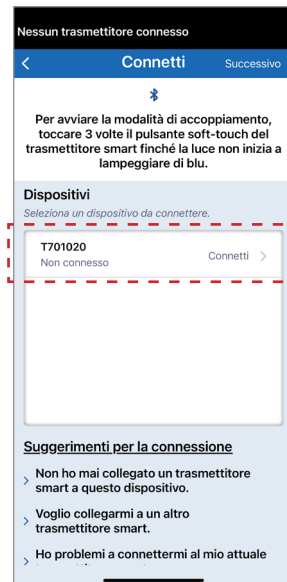 Nessun trasmettitore connesso
Connetti
Successivo
Per avviare la modalità di accoppiamento,
toccare 3 volte il pulsante soft-touch del
trasmettitore smart finché la luce non inizia a
lampeggiare di blu.
Dispositivi
Seleziona un dispositivo da connettere.
T701020
Non connesso
Connetti
Suggerimenti per la connessione
Non ho mai collegato un trasmettitore
smart a questo dispositivo.
Voglio collegarmi a un altro
trasmettitore smart.
Ho problemi a connettermi al mio attuale